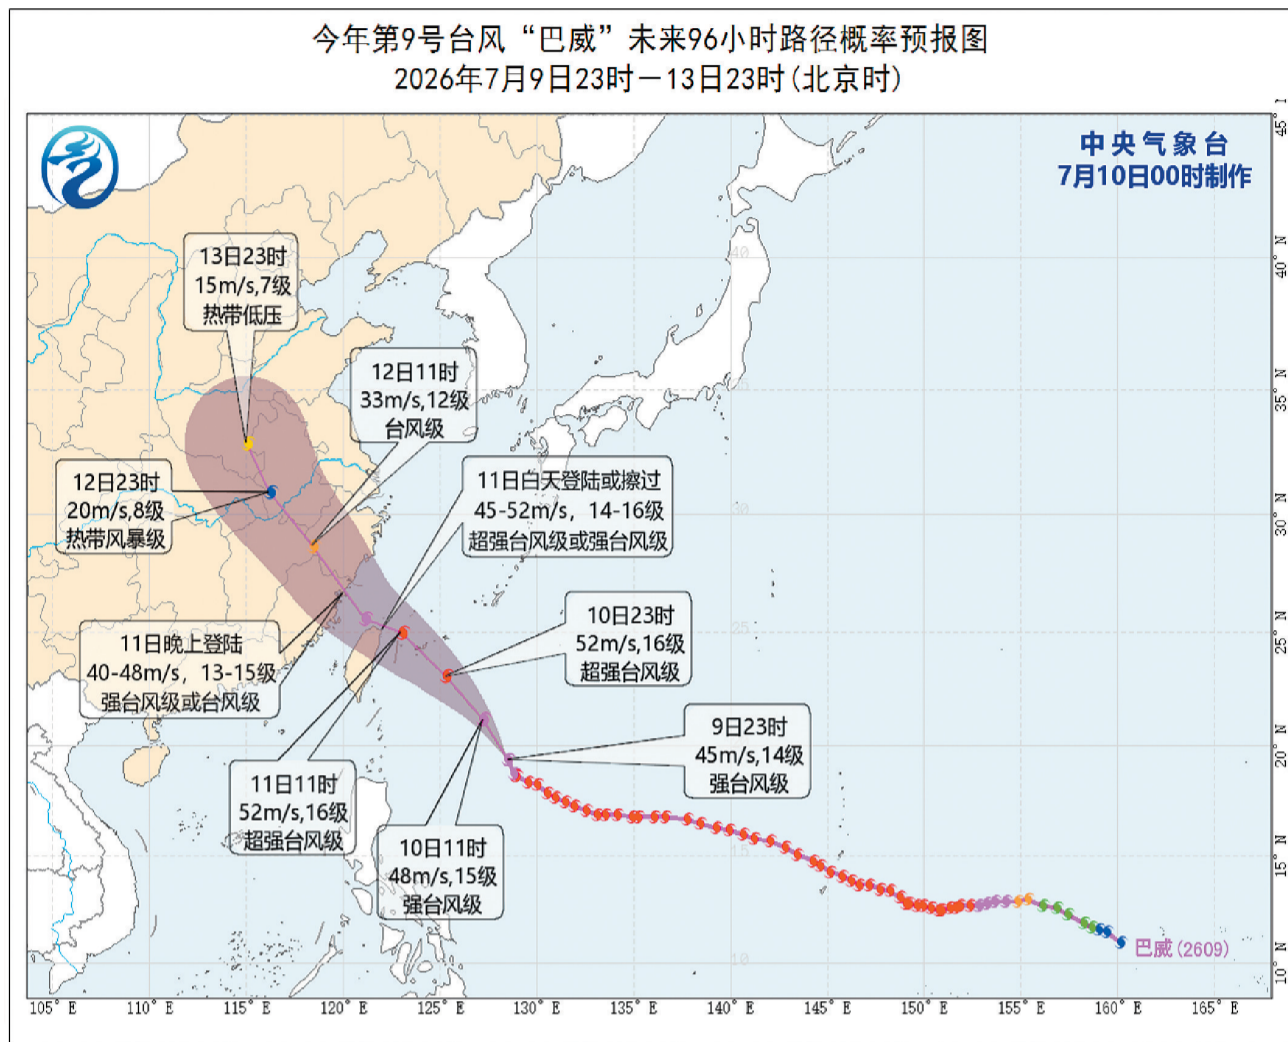 今年第9号台风“巴威”未来96小时路径概率预报图
2026年7月9日23时－13日23时(北京时)
中央气象台
7月10日00时制作
13日23时
15m/s,7级
热带低压
12日11时
33m/s,12级
台风级
12日23时
20m/s,8级
热带风暴级
11日白天登陆或擦过
45-52m/s，14-16级
超强台风级或强台风级
10日23时
52m/s,16级
超强台风级
11日晚上登陆
40-48m/s，13-15级
强台风级或台风级
9日23时
45m/s,14级
强台风级
11日11时
52m/s,16级
超强台风级
10日11时
48m/s,15级
强台风级
巴威(2609)
40
35
25
15
10
40° N
35° N
30° N
25° N
20° N
15° N
10° N
105° E
110° E
115° E
120° E
125° E
130° E
135° E
140° E
145° E
150° E
155° E
160° E
165° E